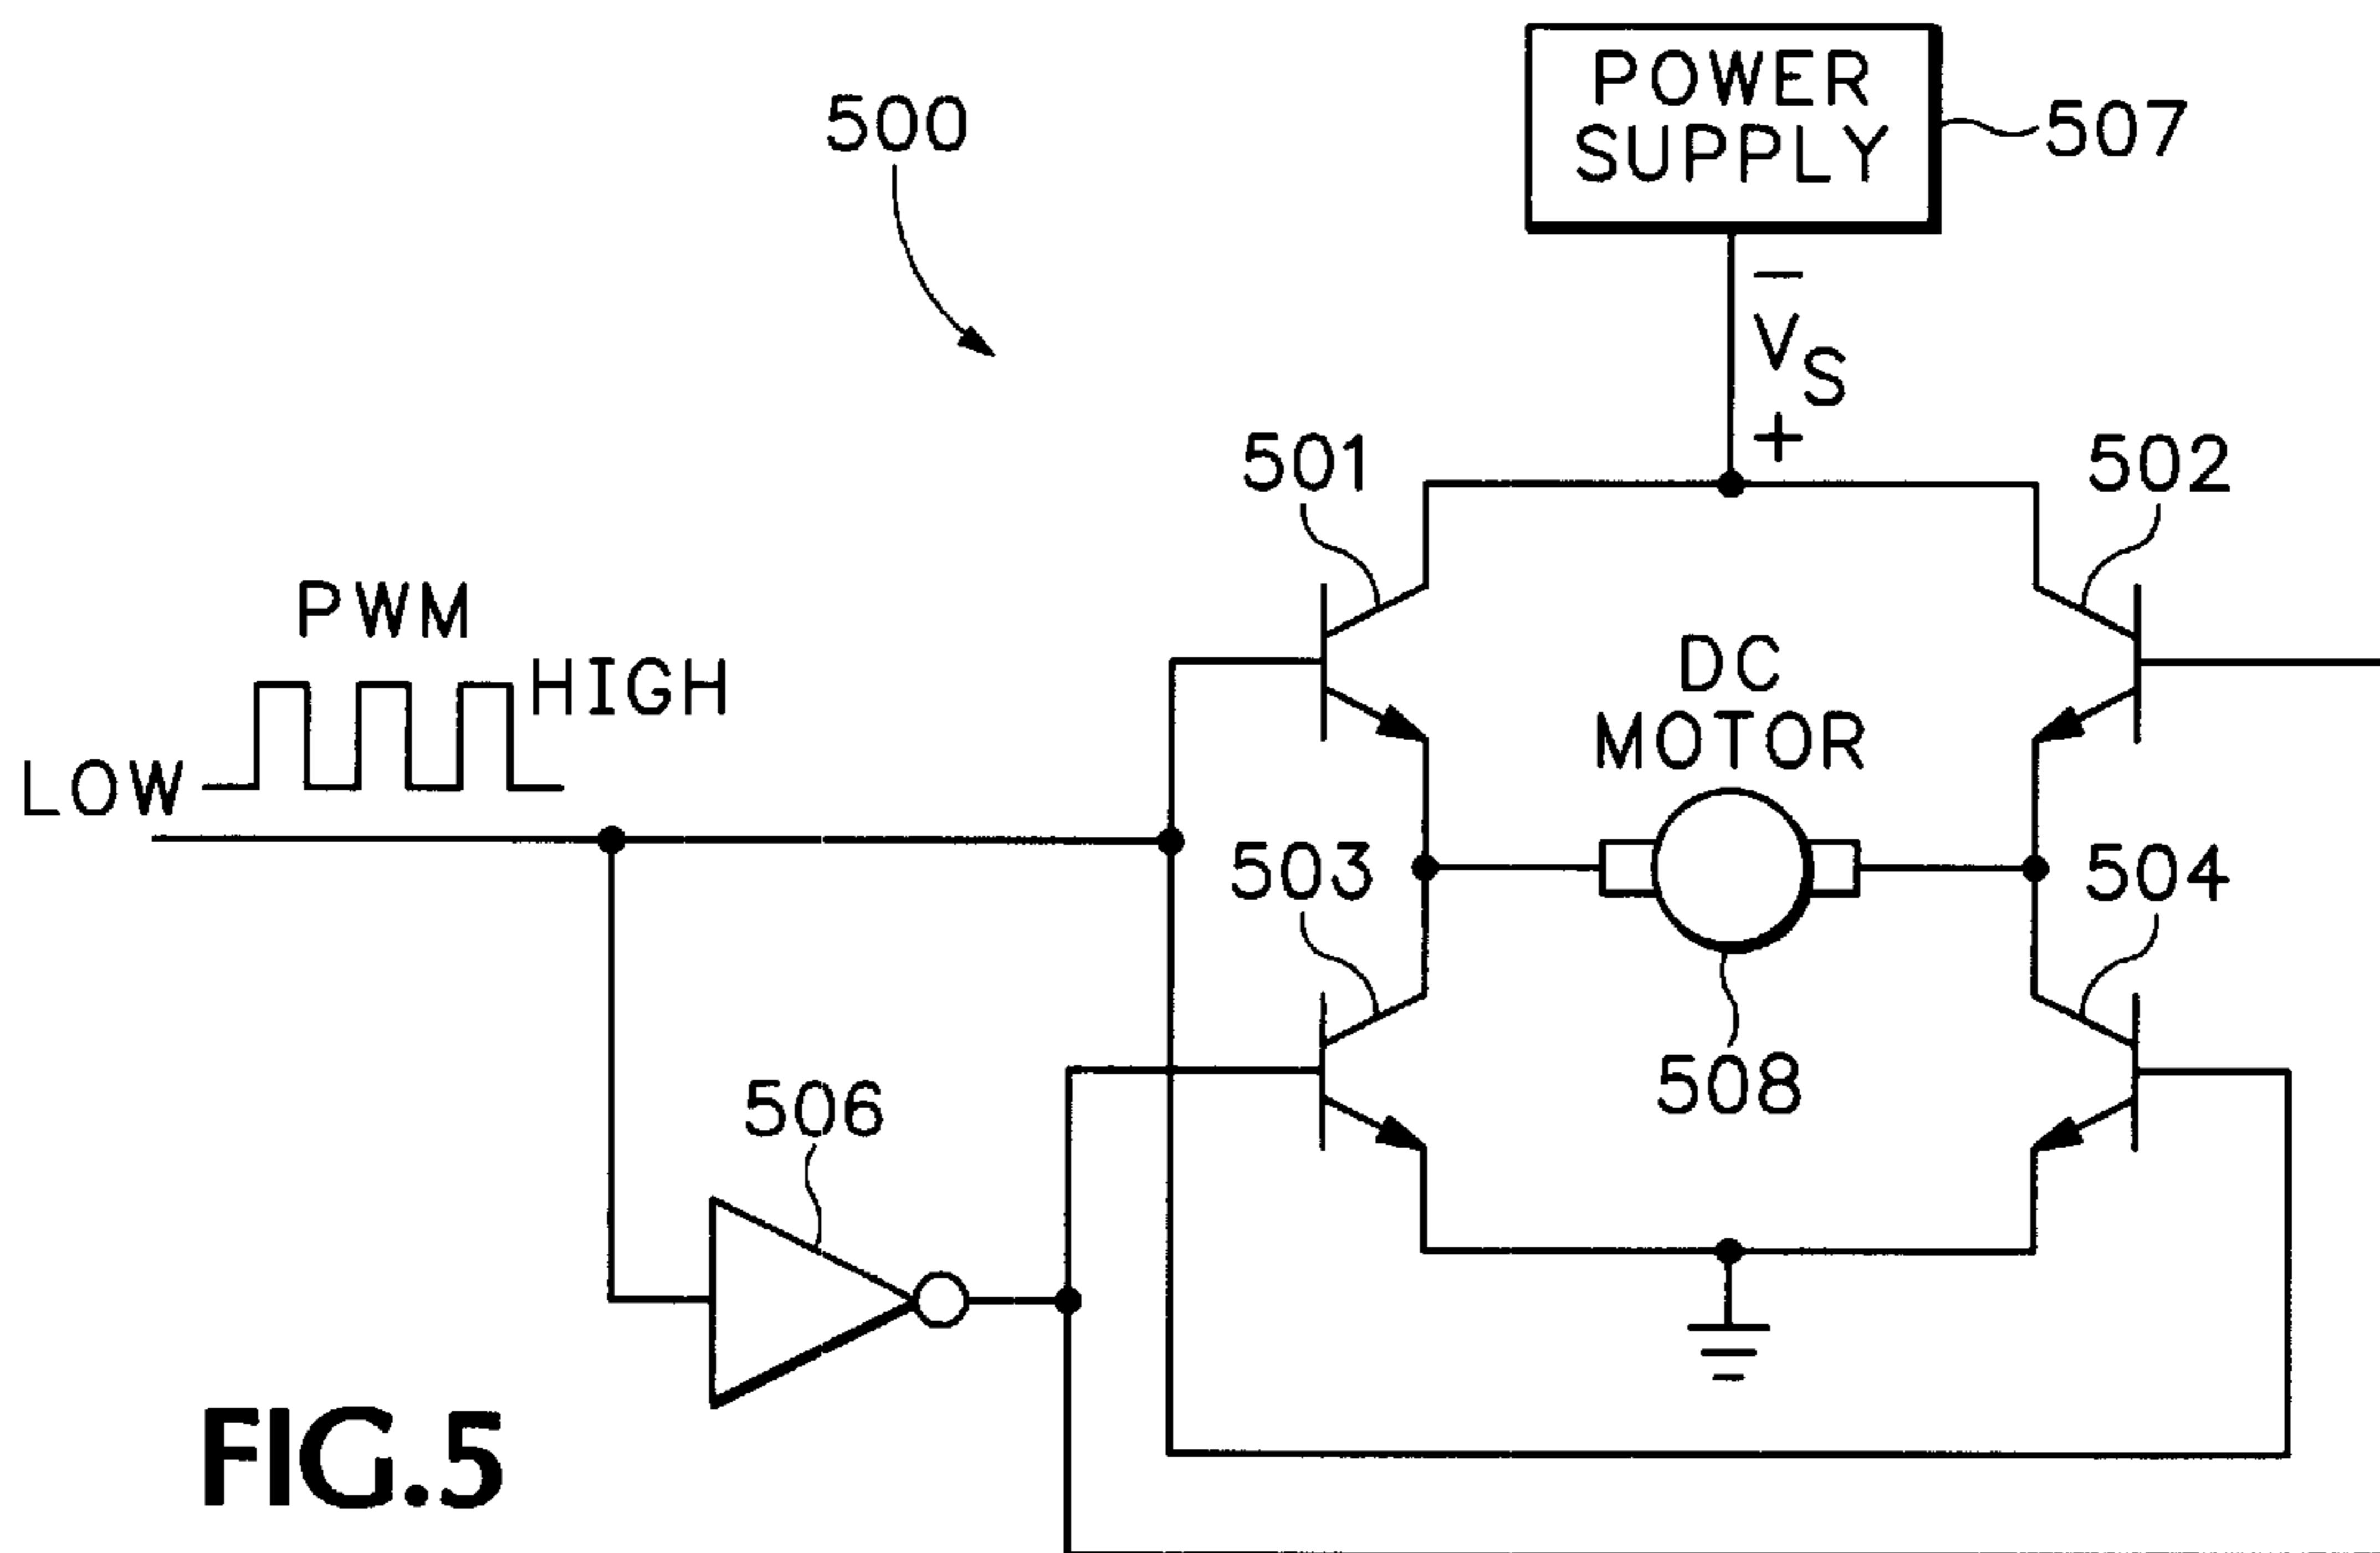 POWER
SUPPLY
507
500
−
VS
+
501
502
PWM
HIGH
LOW
DC
MOTOR
503
504
508
506
FIG.5